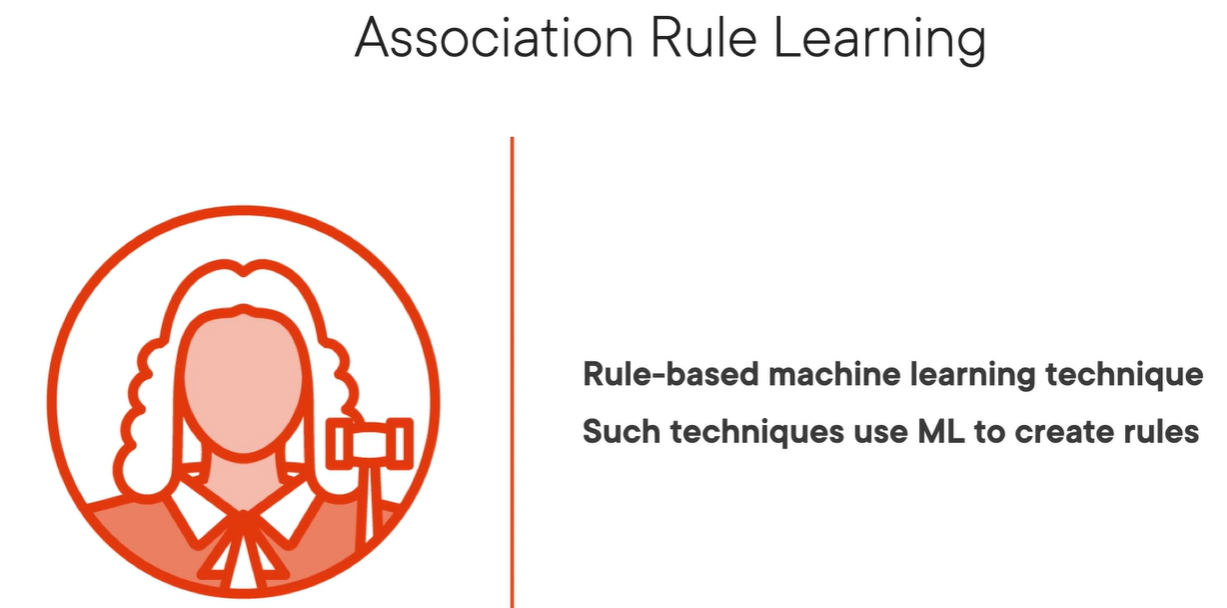 Association Rule Learning
Rule-based machine learning technique
Such techniques use ML to create rules